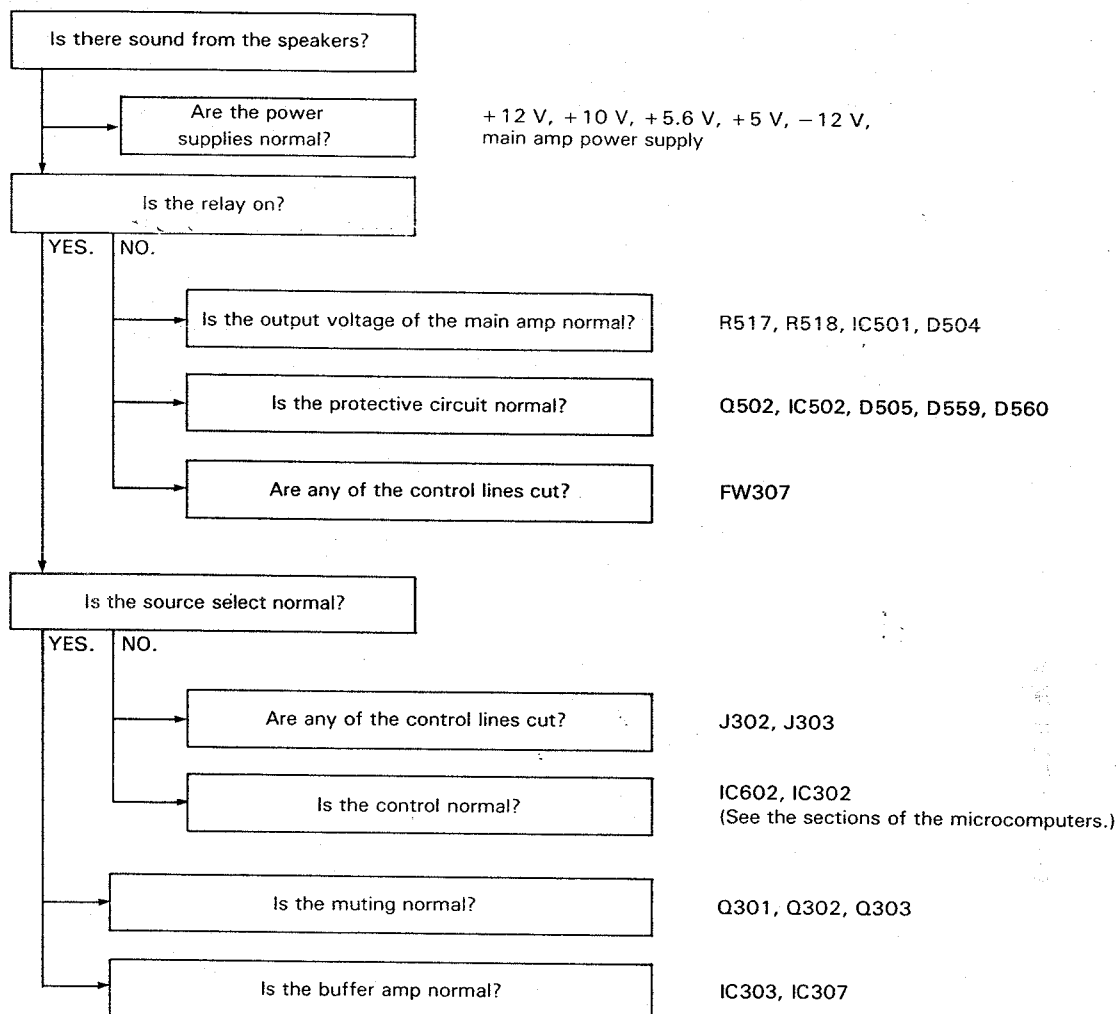 Is there sound from the speakers?
Are the power
supplies normal?
+12 V, +10 V, +5.6 V, +5 V, −12 V,
main amp power supply
Is the relay on?
YES. NO.
Is the output voltage of the main amp normal?
R517, R518, IC501, D504
Is the protective circuit normal?
Q502, IC502, D505, D559, D560
Are any of the control lines cut?
FW307
Is the source select normal?
YES. NO.
Are any of the control lines cut?
J302, J303
Is the control normal?
IC602, IC302
(See the sections of the microcomputers.)
Is the muting normal?
Q301, Q302, Q303
Is the buffer amp normal?
IC303, IC307